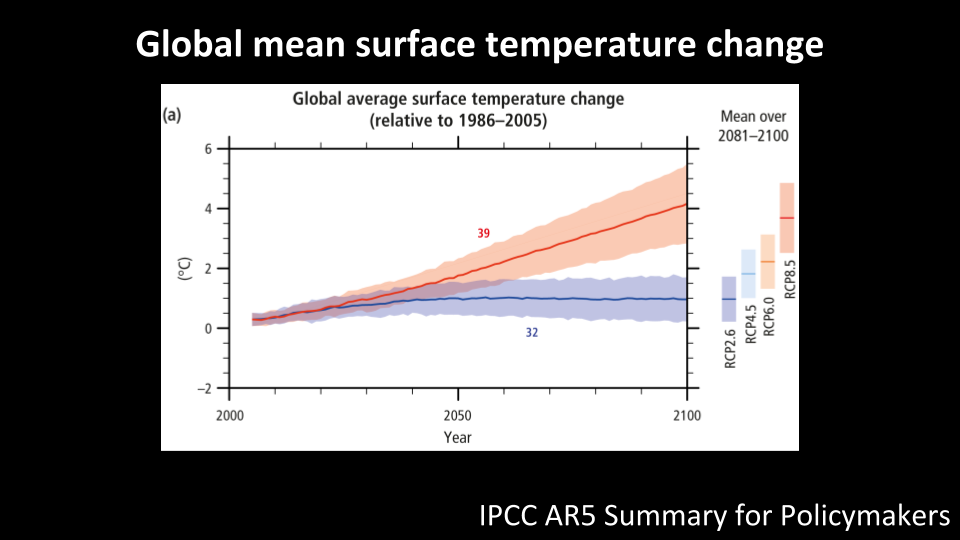 Global mean surface temperature change
(a)
Global average surface temperature change
(relative to 1986–2005)
Mean over
2081–2100
6
4
2
0
–2
(°C)
39
32
2000
2050
2100
Year
RCP2.6
RCP4.5
RCP6.0
RCP8.5
IPCC AR5 Summary for Policymakers